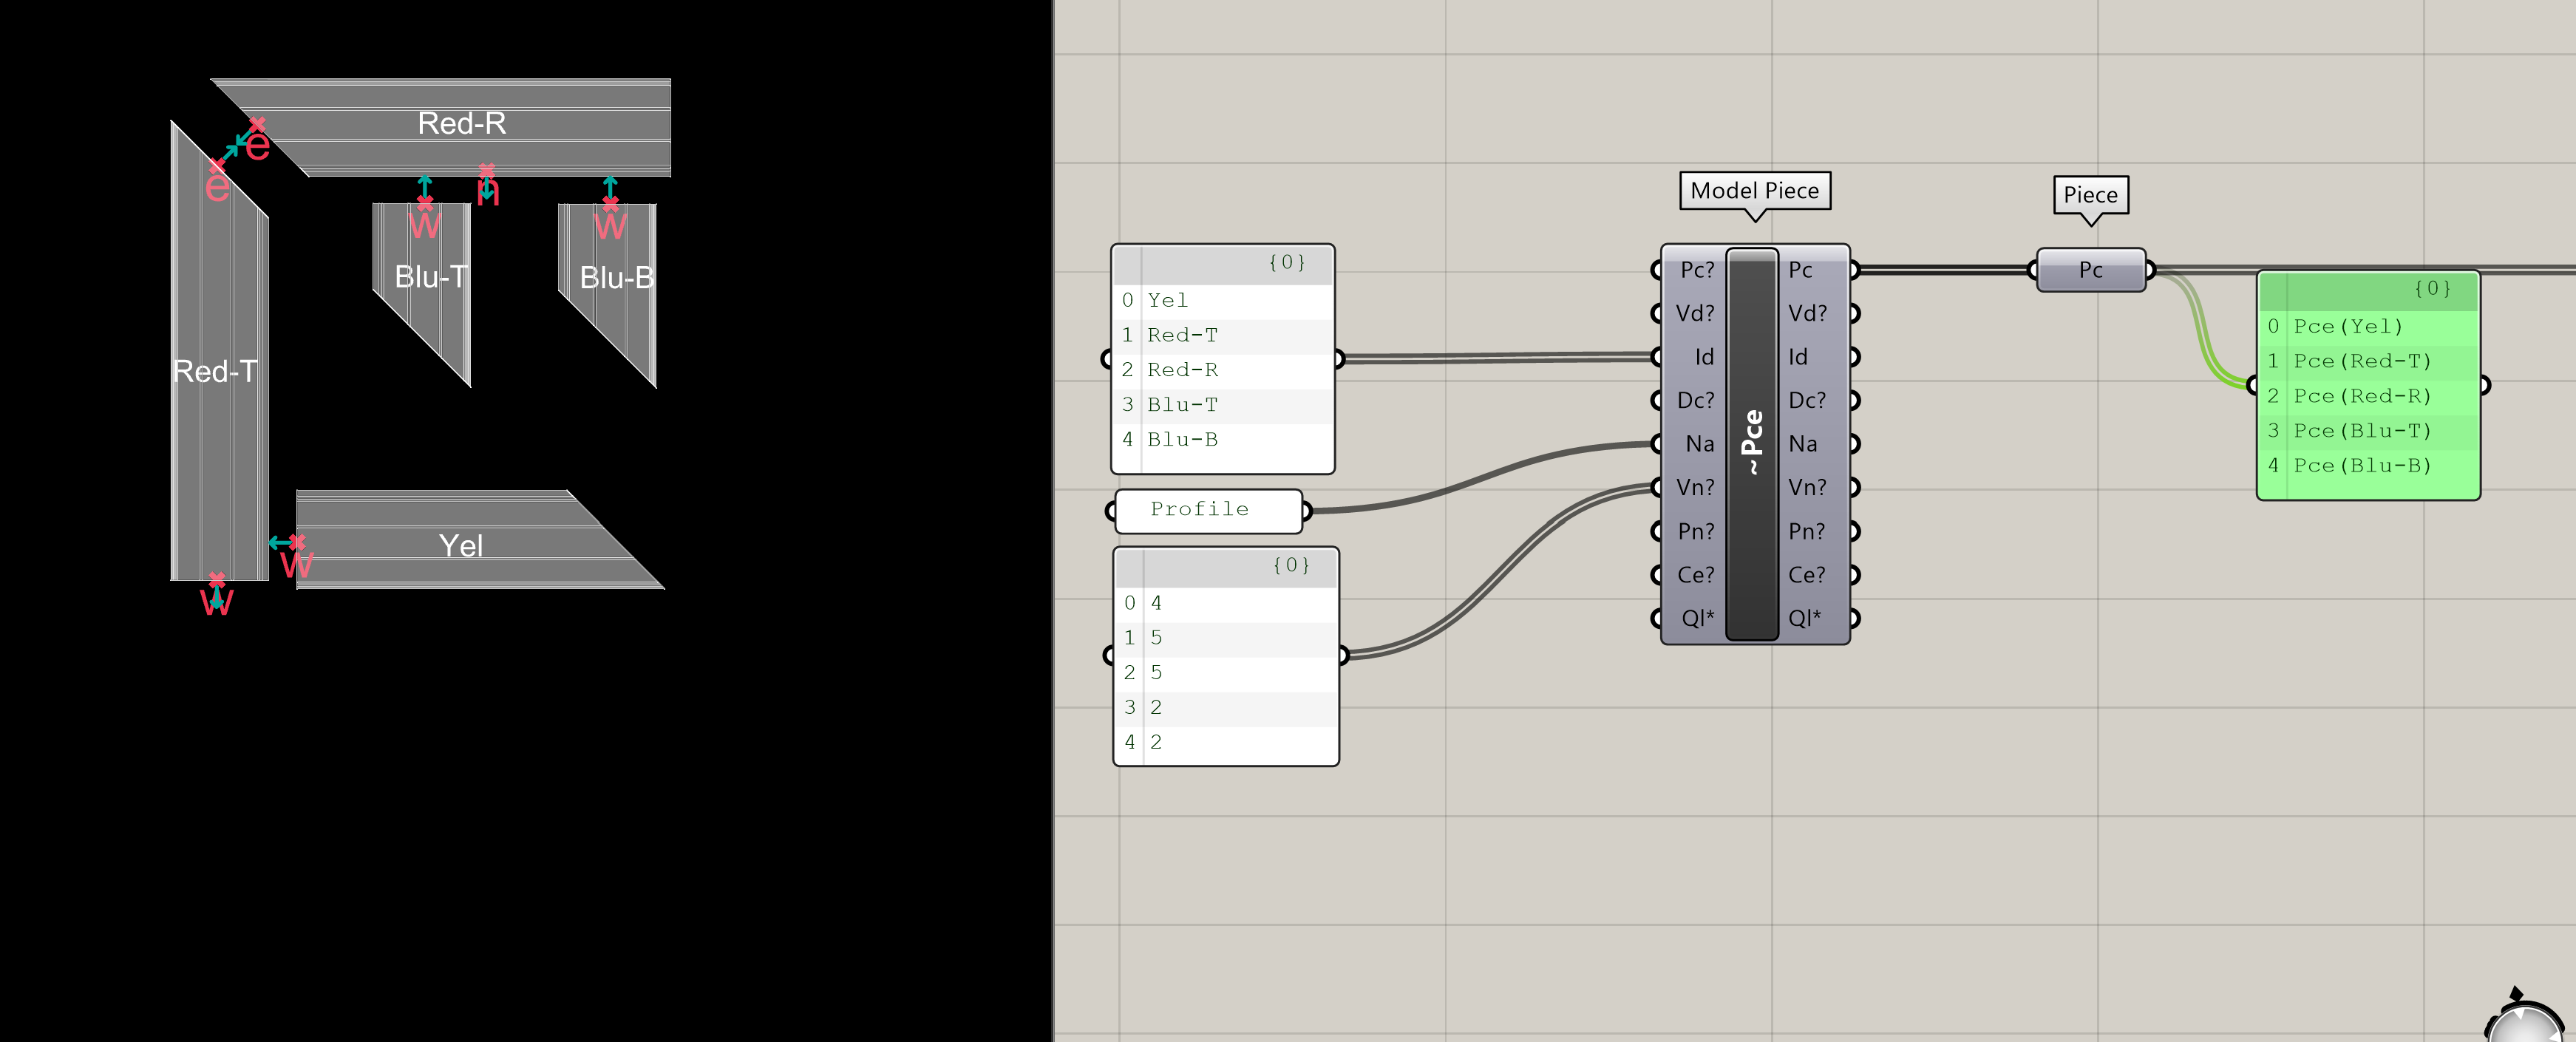 Red-R
e
e
n
w
w
Blu-T
Blu-B
Red-T
Yel
w
w
Model Piece
Piece
{0}
0 Yel
1 Red-T
2 Red-R
3 Blu-T
4 Blu-B
Profile
{0}
0 4
1 5
2 5
3 2
4 2
Pc? Pc
Vd? Vd?
Id Id
Dc? Dc?
Na Na
Vn? Vn?
Pn? Pn?
Ce? Ce?
Ql* Ql*
~Pce
Pc
{0}
0 Pce(Yel)
1 Pce(Red-T)
2 Pce(Red-R)
3 Pce(Blu-T)
4 Pce(Blu-B)